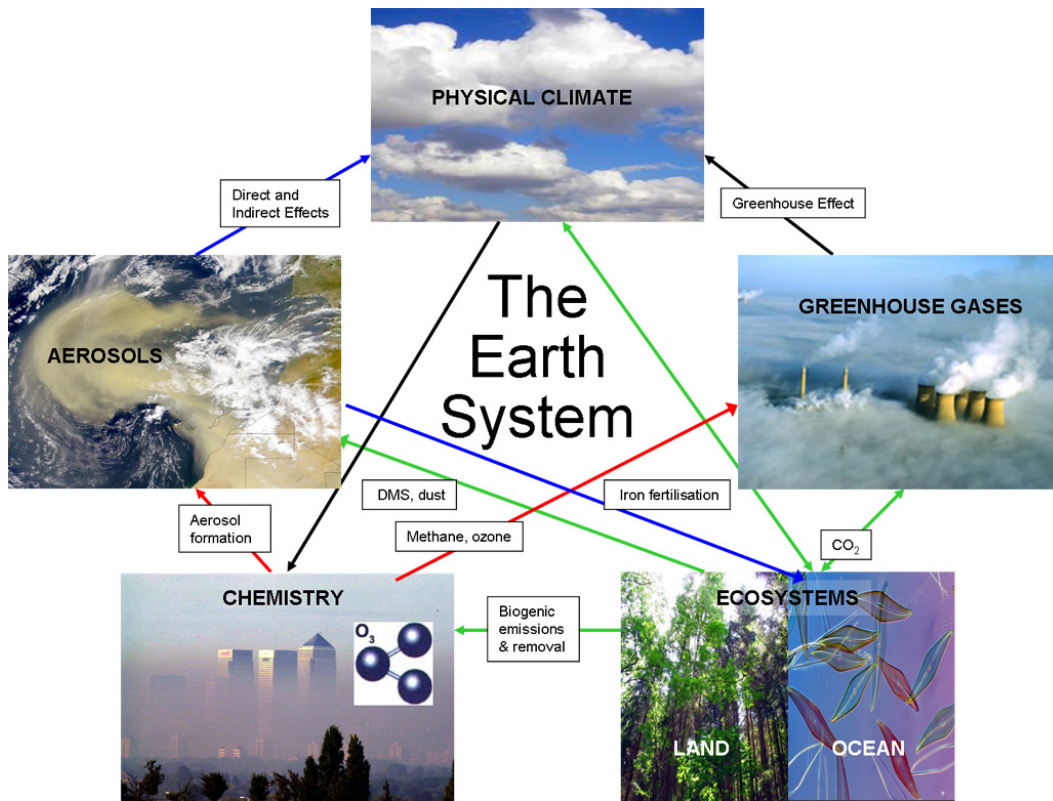 PHYSICAL CLIMATE
Direct and
Indirect Effects
Greenhouse Effect
The
Earth
System
AEROSOLS
GREENHOUSE GASES
DMS, dust
Iron fertilisation
Aerosol
formation
Methane, ozone
CO₂
CHEMISTRY
O₃
Biogenic
emissions
& removal
ECOSYSTEMS
LAND
OCEAN